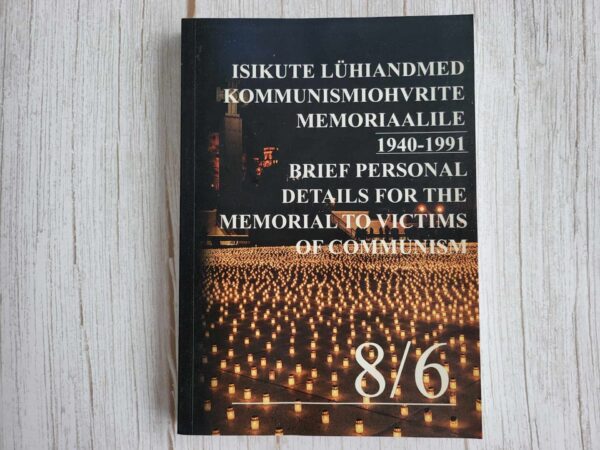 ISIKUTE LÜHIANDMED
KOMMUNISMIOHVRITE
MEMORIAALILE
1940-1991
BRIEF PERSONAL
DETAILS FOR THE
MEMORIAL TO VICTIMS
OF COMMUNISM
8/6